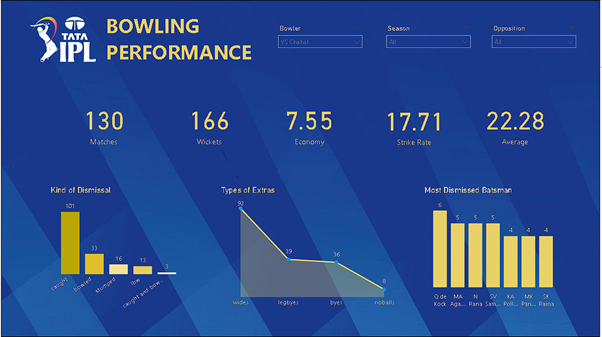 TATA
IPL
BOWLING
PERFORMANCE
Bowler
YS Chahal
Season
All
Opposition
All
130
Matches
166
Wickets
7.55
Economy
17.71
Strike Rate
22.28
Average
Kind of Dismissal
101
33
16
13
3
caught
bowled
stumped
lbw
caught and bow...
Types of Extras
92
39
36
8
wides
legbyes
byes
noballs
Most Dismissed Batsman
6
5
5
5
4
4
4
Q de Kock
MA Aga...
N Rana
SV Sam...
KA Poll...
MK Pan...
SK Raina